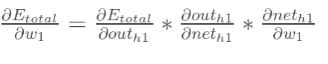 ∂E_total/∂w_1 = ∂E_total/∂out_h1 * ∂out_h1/∂net_h1 * ∂net_h1/∂w_1